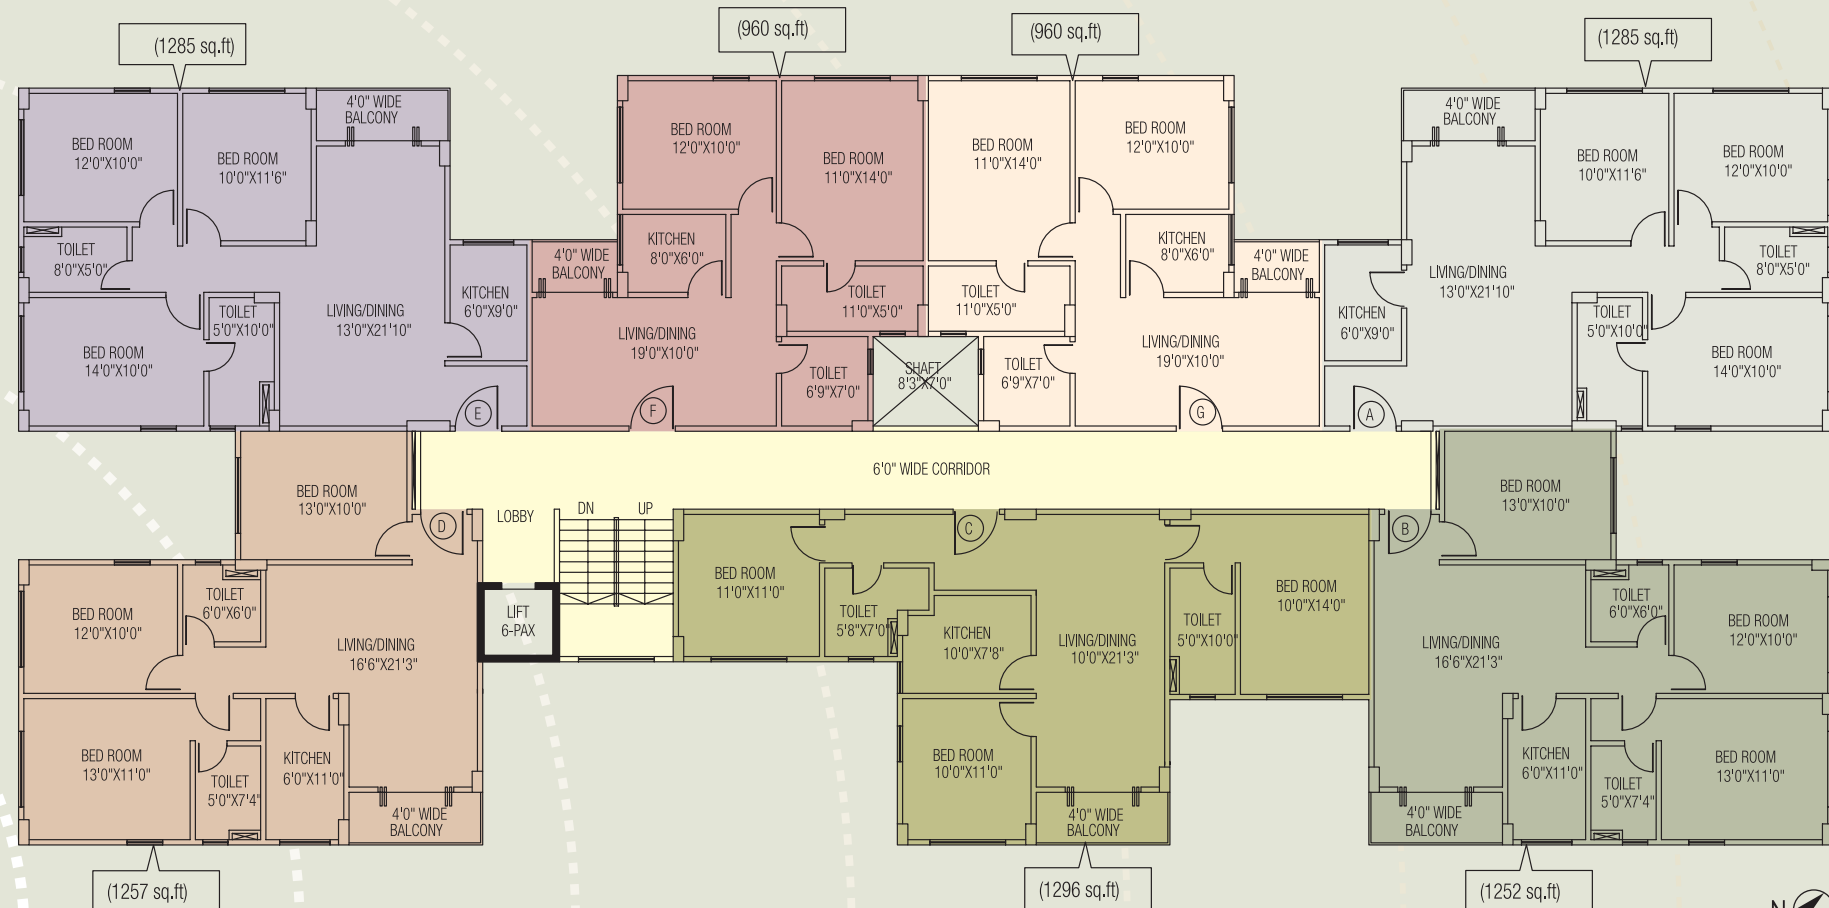 (1285 sq.ft)
(960 sq.ft)
(960 sq.ft)
(1285 sq.ft)
BED ROOM
12'0"X10'0"
BED ROOM
10'0"X11'6"
4'0" WIDE
BALCONY
TOILET
8'0"X5'0"
BED ROOM
14'0"X10'0"
TOILET
5'0"X10'0"
LIVING/DINING
13'0"X21'10"
KITCHEN
6'0"X9'0"
E
BED ROOM
12'0"X10'0"
BED ROOM
11'0"X14'0"
KITCHEN
8'0"X6'0"
4'0" WIDE
BALCONY
TOILET
11'0"X5'0"
LIVING/DINING
19'0"X10'0"
TOILET
6'9"X7'0"
F
SHAFT
8'3"X7'0"
BED ROOM
11'0"X14'0"
BED ROOM
12'0"X10'0"
KITCHEN
8'0"X6'0"
4'0" WIDE
BALCONY
TOILET
11'0"X5'0"
LIVING/DINING
19'0"X10'0"
TOILET
6'9"X7'0"
G
4'0" WIDE
BALCONY
BED ROOM
10'0"X11'6"
BED ROOM
12'0"X10'0"
LIVING/DINING
13'0"X21'10"
TOILET
8'0"X5'0"
KITCHEN
6'0"X9'0"
TOILET
5'0"X10'0"
BED ROOM
14'0"X10'0"
A
6'0" WIDE CORRIDOR
BED ROOM
13'0"X10'0"
D
LOBBY
DN
UP
LIFT
6-PAX
BED ROOM
12'0"X10'0"
TOILET
6'0"X6'0"
LIVING/DINING
16'6"X21'3"
BED ROOM
13'0"X11'0"
TOILET
5'0"X7'4"
KITCHEN
6'0"X11'0"
4'0" WIDE
BALCONY
C
BED ROOM
11'0"X11'0"
TOILET
5'8"X7'0"
KITCHEN
10'0"X7'8"
LIVING/DINING
10'0"X21'3"
TOILET
5'0"X10'0"
BED ROOM
10'0"X14'0"
BED ROOM
10'0"X11'0"
4'0" WIDE
BALCONY
B
BED ROOM
13'0"X10'0"
LIVING/DINING
16'6"X21'3"
TOILET
6'0"X6'0"
BED ROOM
12'0"X10'0"
KITCHEN
6'0"X11'0"
TOILET
5'0"X7'4"
BED ROOM
13'0"X11'0"
4'0" WIDE
BALCONY
(1257 sq.ft)
(1296 sq.ft)
(1252 sq.ft)
N